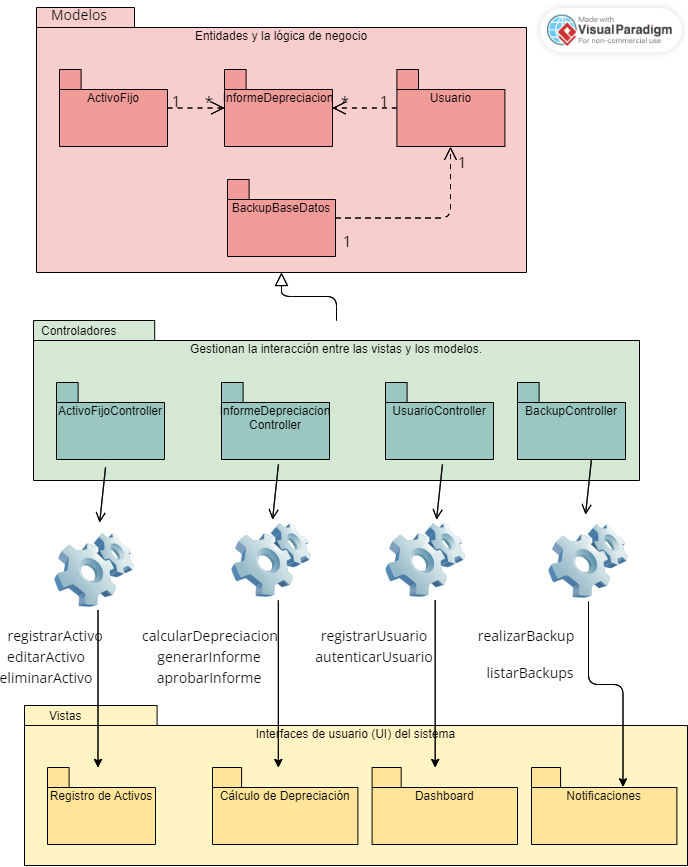 Modelos
Made with
VisualParadigm
For non-commercial use
Entidades y la lógica de negocio
ActivoFijo
1
*
InformeDepreciacion
*
1
Usuario
1
BackupBaseDatos
1
Controladores
Gestionan la interacción entre las vistas y los modelos.
ActivoFijoController
InformeDepreciacion
Controller
UsuarioController
BackupController
registrarActivo
editarActivo
eliminarActivo
calcularDepreciacion
generarInforme
aprobarInforme
registrarUsuario
autenticarUsuario
realizarBackup
listarBackups
Vistas
Interfaces de usuario (UI) del sistema
Registro de Activos
Cálculo de Depreciación
Dashboard
Notificaciones